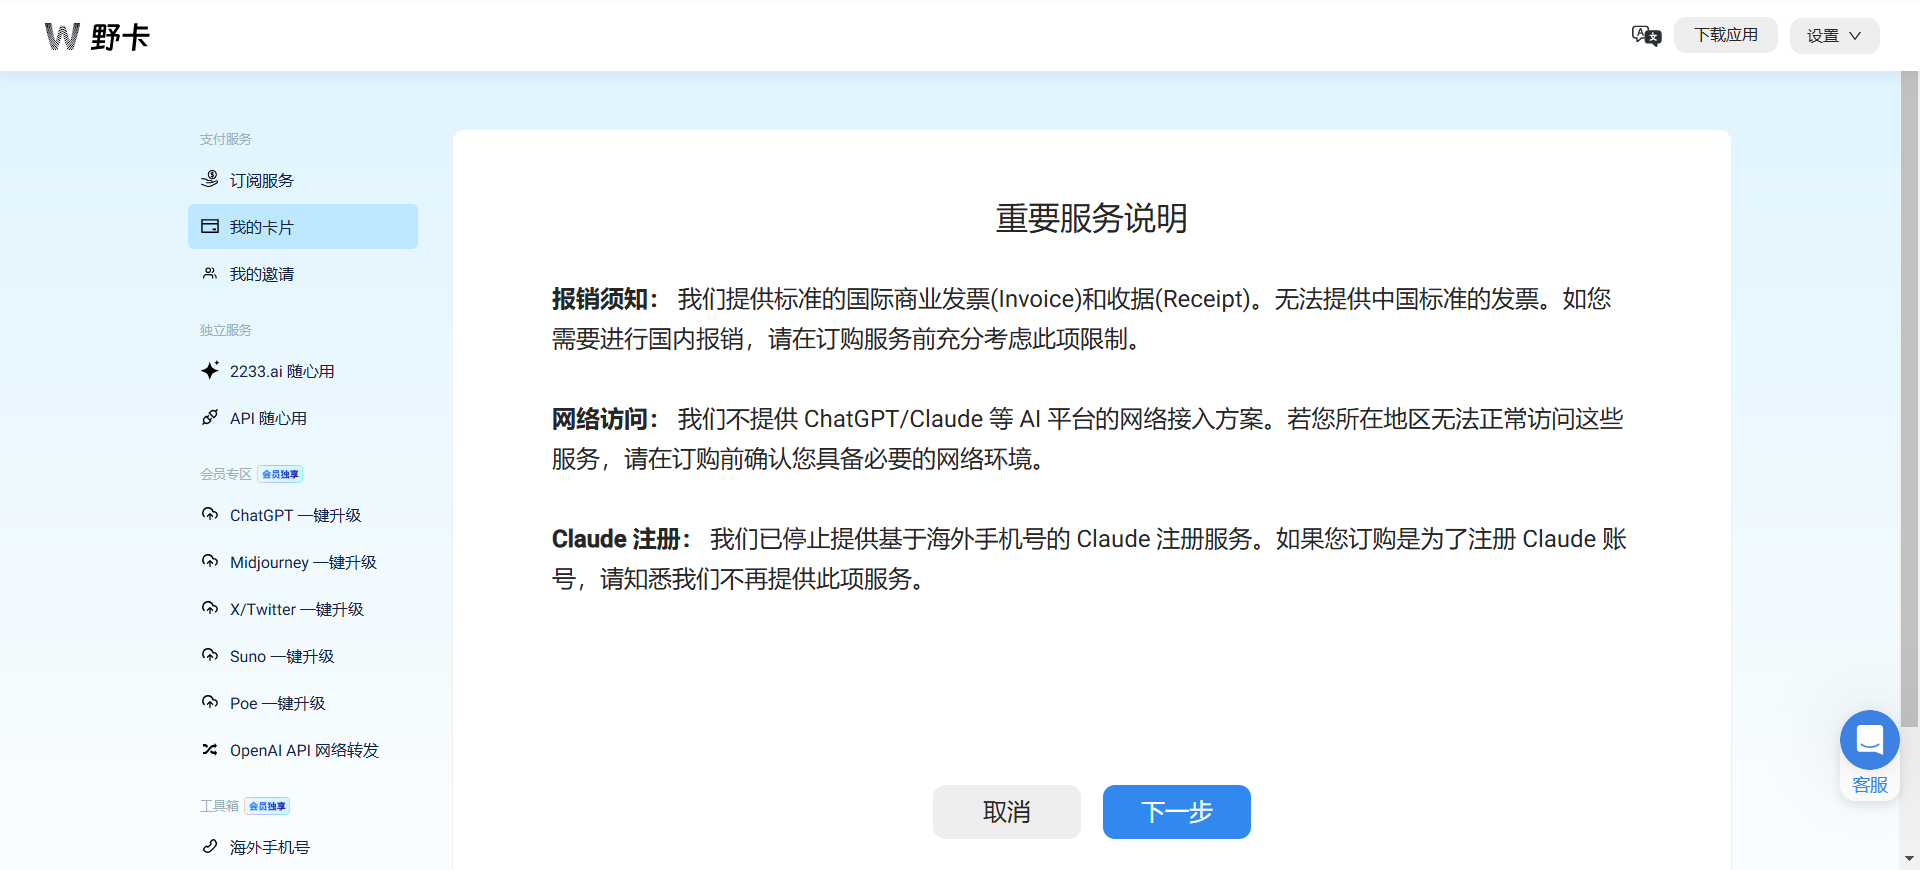 W 野卡
下载应用
设置
支付服务
订阅服务
我的卡片
我的邀请
独立服务
2233.ai 随心用
API 随心用
会员专区 会员独享
ChatGPT 一键升级
Midjourney 一键升级
X/Twitter 一键升级
Suno 一键升级
Poe 一键升级
OpenAI API 网络转发
工具箱 会员独享
海外手机号
重要服务说明
报销须知： 我们提供标准的国际商业发票(Invoice)和收据(Receipt)。无法提供中国标准的发票。如您
需要进行国内报销，请在订购服务前充分考虑此项限制。
网络访问： 我们不提供 ChatGPT/Claude 等 AI 平台的网络接入方案。若您所在地区无法正常访问这些
服务，请在订购前确认您具备必要的网络环境。
Claude 注册： 我们已停止提供基于海外手机号的 Claude 注册服务。如果您订购是为了注册 Claude 账
号，请知悉我们不再提供此项服务。
取消
下一步
客服